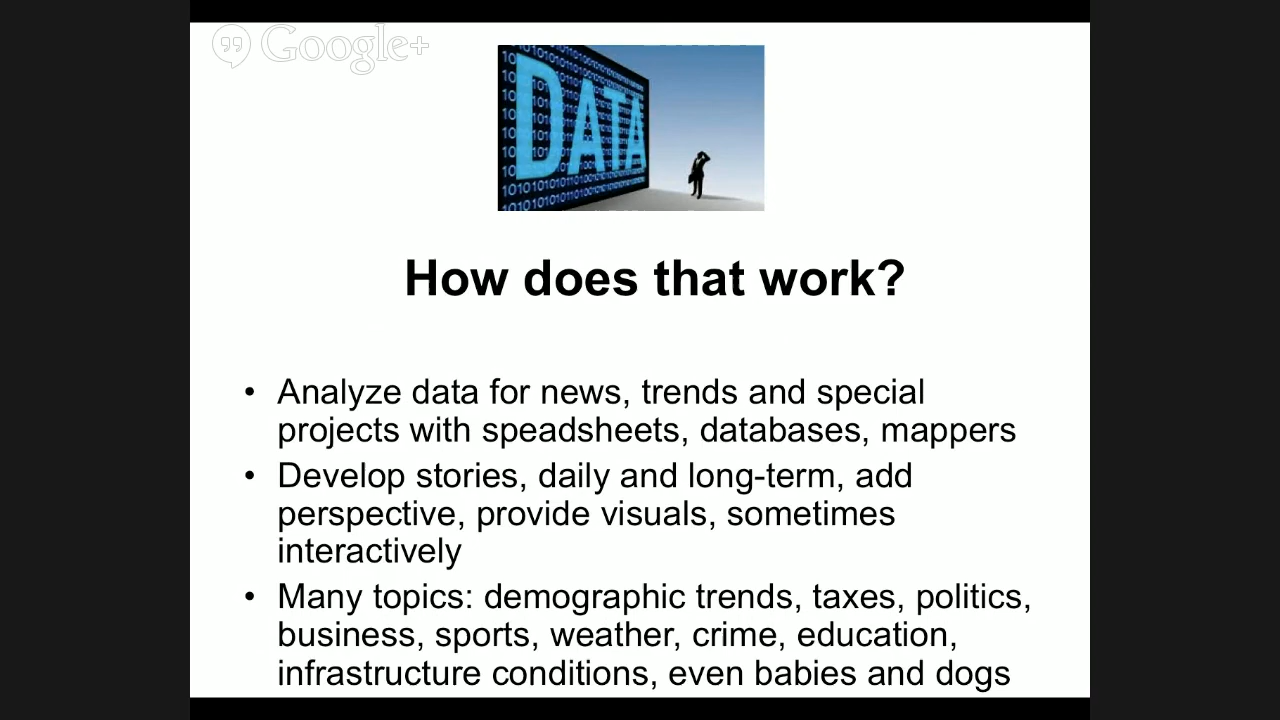 Google+
DATA
How does that work?
• Analyze data for news, trends and special
projects with speadsheets, databases, mappers
• Develop stories, daily and long-term, add
perspective, provide visuals, sometimes
interactively
• Many topics: demographic trends, taxes, politics,
business, sports, weather, crime, education,
infrastructure conditions, even babies and dogs